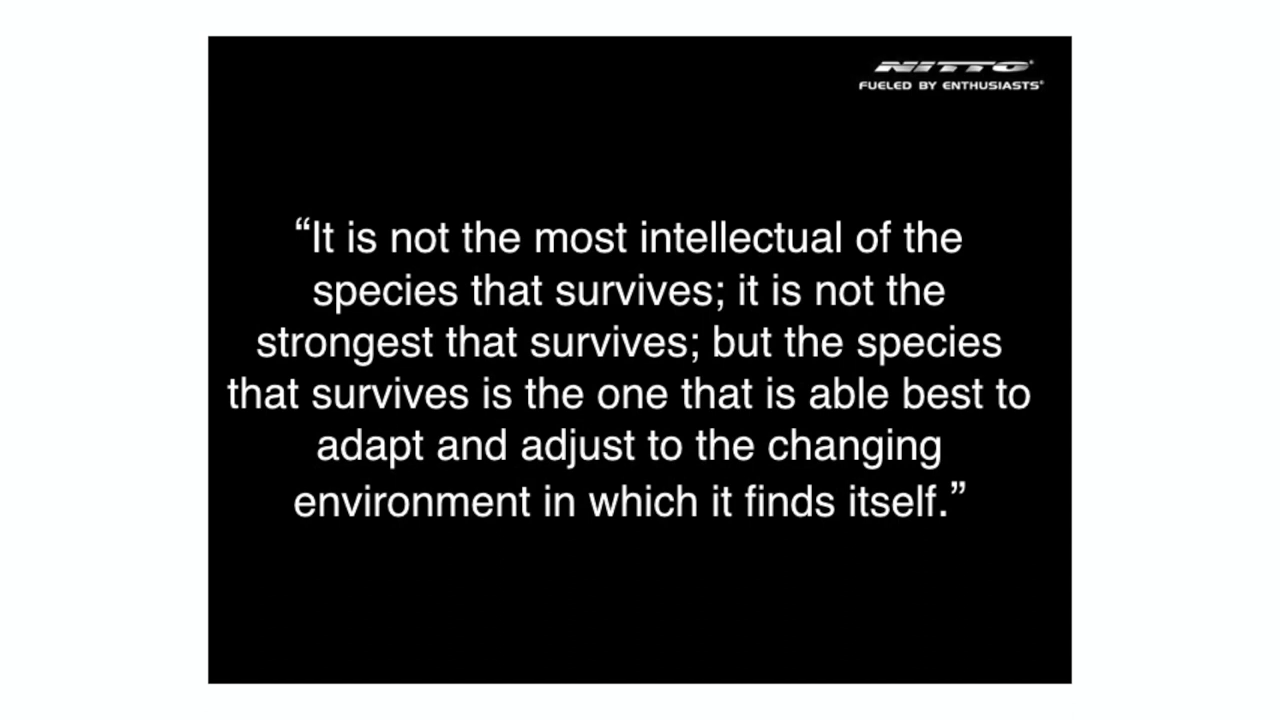 NITTO®
FUELED BY ENTHUSIASTS®
“It is not the most intellectual of the
species that survives; it is not the
strongest that survives; but the species
that survives is the one that is able best to
adapt and adjust to the changing
environment in which it finds itself.”